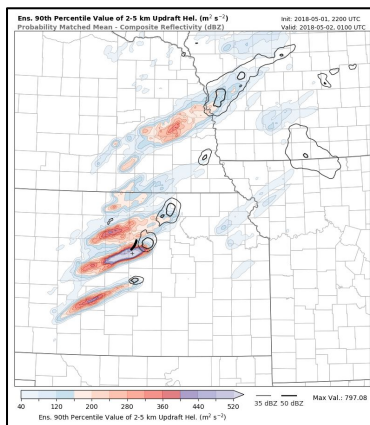 Ens. 90th Percentile Value of 2-5 km Updraft Hel. (m² s⁻²) Init: 2018-05-01, 2200 UTC
Probability Matched Mean - Composite Reflectivity (dBZ) Valid: 2018-05-02, 0100 UTC
40 120 200 280 360 440 520 35 dBZ 50 dBZ Max Val.: 797.08
Ens. 90th Percentile Value of 2-5 km Updraft Hel. (m² s⁻²)